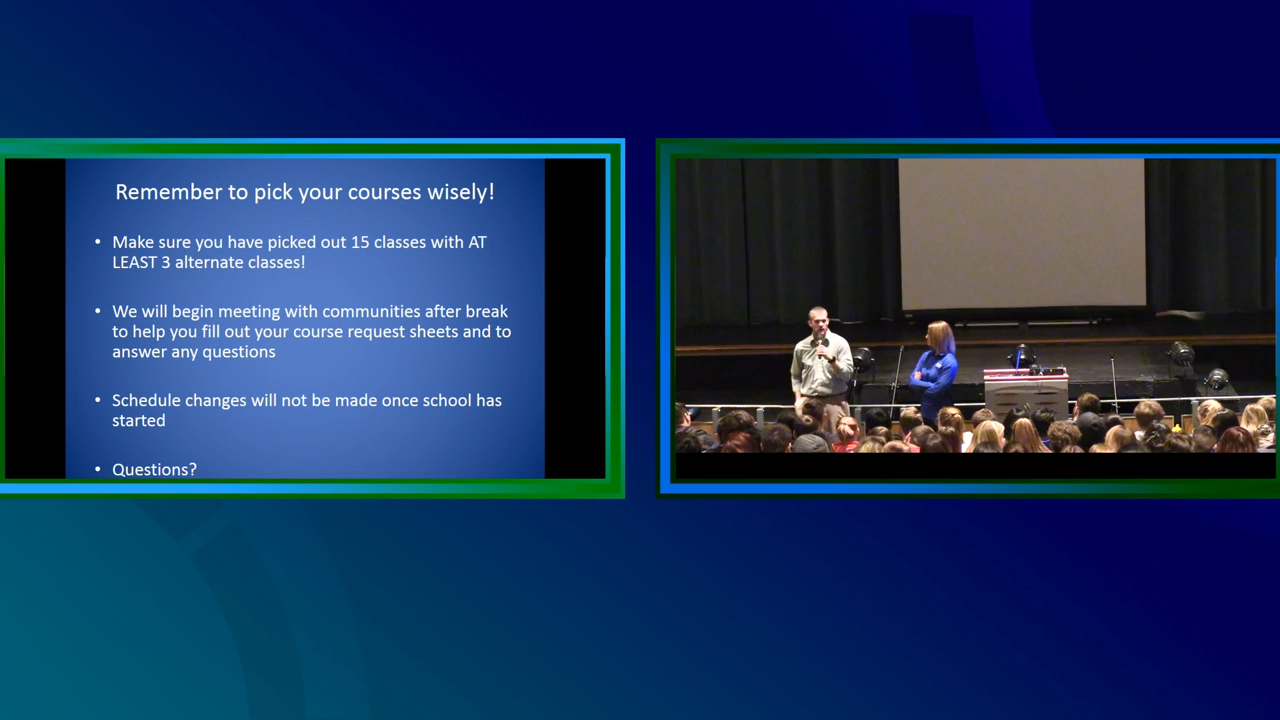 Remember to pick your courses wisely!
• Make sure you have picked out 15 classes with AT
LEAST 3 alternate classes!
• We will begin meeting with communities after break
to help you fill out your course request sheets and to
answer any questions
• Schedule changes will not be made once school has
started
• Questions?